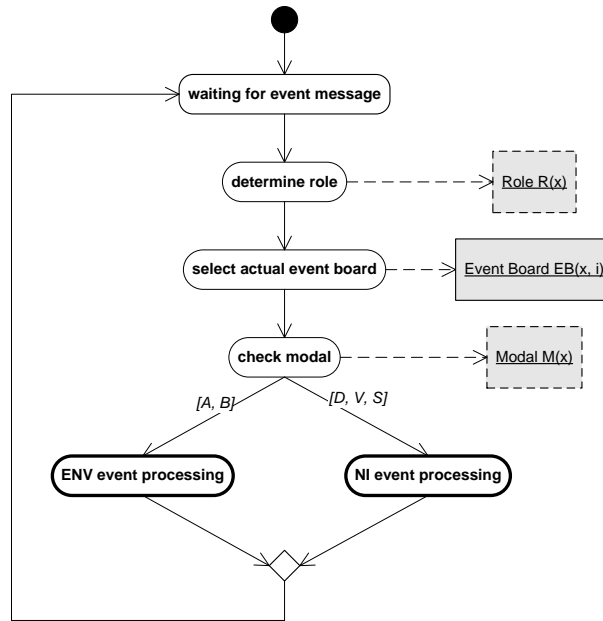 waiting for event message
determine role
Role R(x)
select actual event board
Event Board EB(x, i)
check modal
Modal M(x)
[A, B]
[D, V, S]
ENV event processing
NI event processing